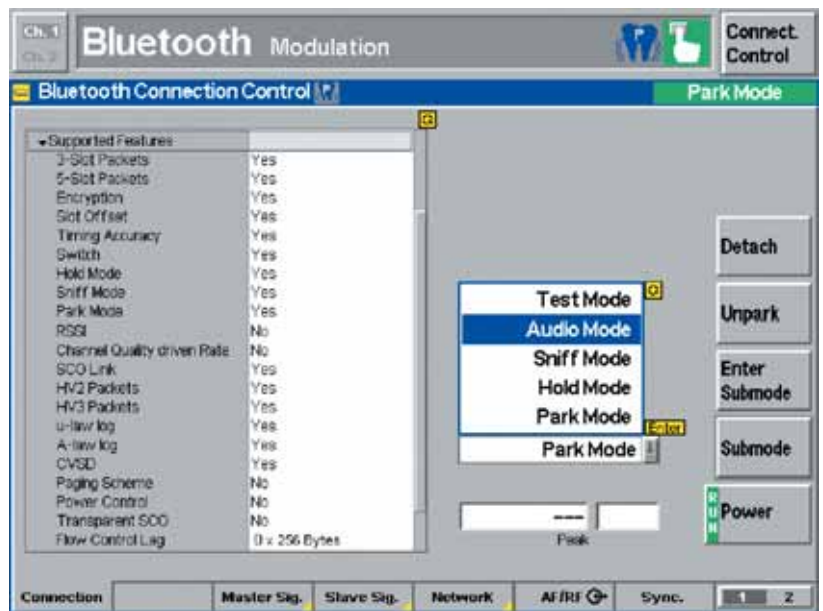 Ch. 1
Ch. 2
Bluetooth Modulation
P
Connect. Control
Bluetooth Connection Control
Park Mode
Supported Features
3-Slot Packets Yes
5-Slot Packets Yes
Encryption Yes
Slot Offset Yes
Timing Accuracy Yes
Switch Yes
Hold Mode Yes
Sniff Mode Yes
Park Mode Yes
RSSI No
Channel Quality driven Rate No
SCO Link Yes
HV2 Packets Yes
HV3 Packets Yes
u-law log Yes
A-law log Yes
CVSD Yes
Paging Scheme No
Power Control No
Transparent SCO No
Flow Control Lag 0 x 256 Bytes
Test Mode
Audio Mode
Sniff Mode
Hold Mode
Park Mode
Enter
Park Mode
---
Peak
Detach
Unpark
Enter Submode
Submode
RUN
Power
Connection
Master Sig.
Slave Sig.
Network
AF/RF
Sync.
1 2